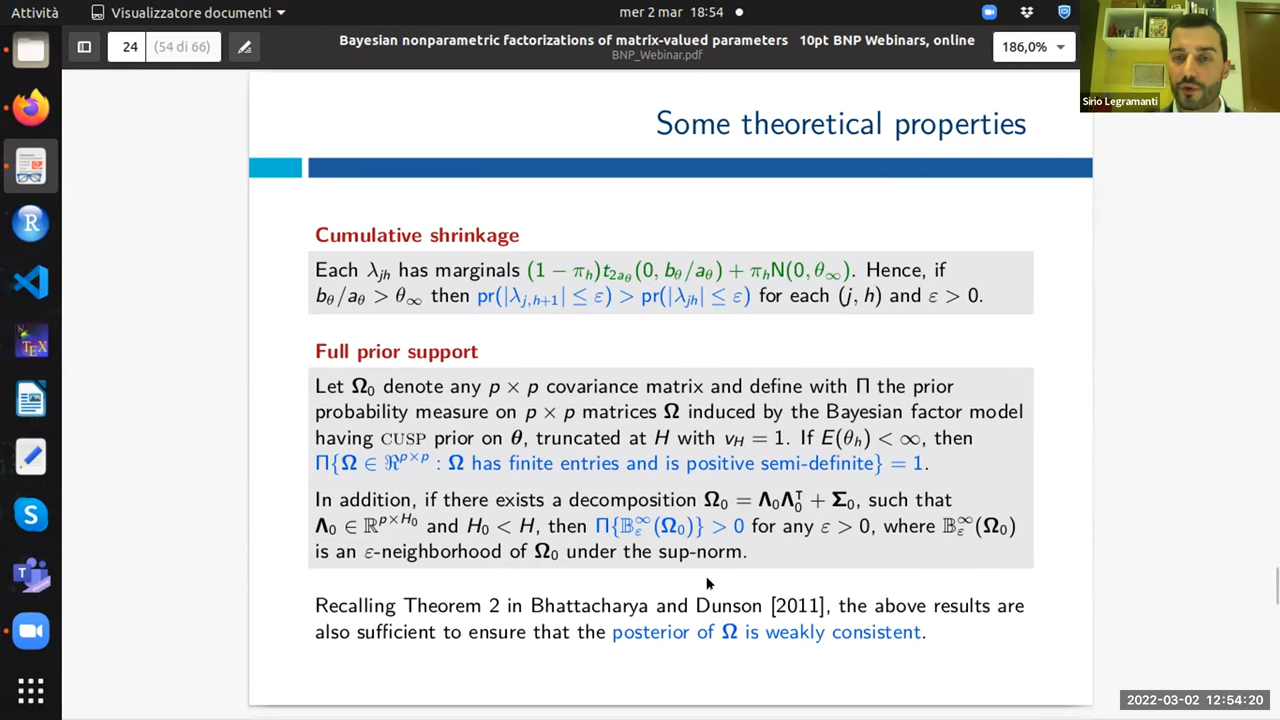 Attività
Visualizzatore documenti
mer 2 mar 18:54
24 (54 di 66)
Bayesian nonparametric factorizations of matrix-valued parameters 10pt BNP Webinars, online
BNP_Webinar.pdf
186,0%
Sirio Legramanti
Some theoretical properties
Cumulative shrinkage
Each λ_{jh} has marginals (1 − π_h)t_{2a_θ}(0, b_θ/a_θ) + π_hN(0, θ_∞). Hence, if
b_θ/a_θ > θ_∞ then pr(|λ_{j,h+1}| ≤ ε) > pr(|λ_{jh}| ≤ ε) for each (j, h) and ε > 0.
Full prior support
Let Ω_0 denote any p × p covariance matrix and define with Π the prior
probability measure on p × p matrices Ω induced by the Bayesian factor model
having CUSP prior on θ, truncated at H with v_H = 1. If E(θ_h) < ∞, then
Π{Ω ∈ ℜ^{p×p} : Ω has finite entries and is positive semi-definite} = 1.
In addition, if there exists a decomposition Ω_0 = Λ_0Λ_0^⊺ + Σ_0, such that
Λ_0 ∈ ℝ^{p×H_0} and H_0 < H, then Π{𝔹_ε^∞(Ω_0)} > 0 for any ε > 0, where 𝔹_ε^∞(Ω_0)
is an ε-neighborhood of Ω_0 under the sup-norm.
Recalling Theorem 2 in Bhattacharya and Dunson [2011], the above results are
also sufficient to ensure that the posterior of Ω is weakly consistent.
R
TEX
S
2022-03-02 12:54:20